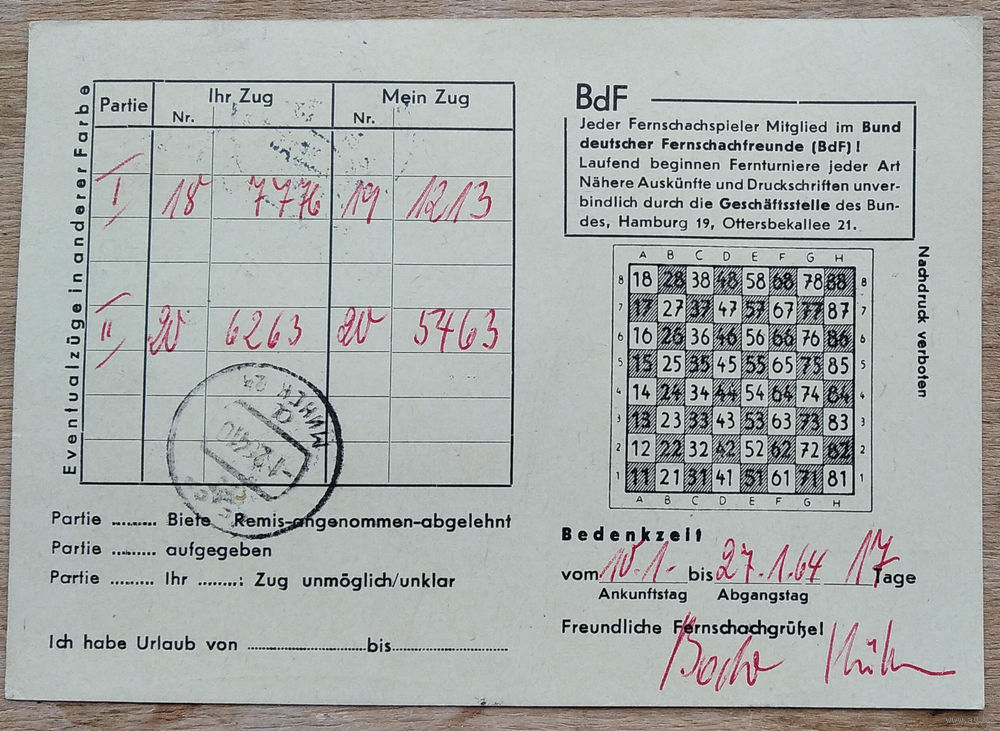 Eventualzüge in anderer Farbe
Partie Ihr Zug Mein Zug
Nr. Nr.
I 18 7776 19 1213
II 20 6263 20 5463
MÜNCHEN
Partie .......... Biete Remis-angenommen-abgelehnt
Partie .......... aufgegeben
Partie .......... Ihr ........: Zug unmöglich/unklar
Ich habe Urlaub von ........................ bis ........................
BdF
Jeder Fernschachspieler Mitglied im Bund
deutscher Fernschachfreunde (BdF)!
Laufend beginnen Fernturniere jeder Art
Nähere Auskünfte und Druckschriften unver-
bindlich durch die Geschäftsstelle des Bun-
des, Hamburg 19, Ottersbekallee 21.
A B C D E F G H
8 18 28 38 48 58 68 78 88 8
7 17 27 37 47 57 67 77 87 7
6 16 26 36 46 56 66 76 86 6
5 15 25 35 45 55 65 75 85 5
4 14 24 34 44 54 64 74 84 4
3 13 23 33 43 53 63 73 83 3
2 12 22 32 42 52 62 72 82 2
1 11 21 31 41 51 61 71 81 1
A B C D E F G H
Nachdruck verboten
Bedenkzeit
vom 10.1. bis 27.1.64 17 Tage
Ankunftstag Abgangstag
Freundliche Fernschachgrüße!